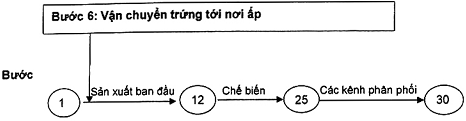 Bước 6: Vận chuyển trứng tới nơi ấp
Bước
1 Sản xuất ban đầu 12 Chế biến 25 Các kênh phân phối 30